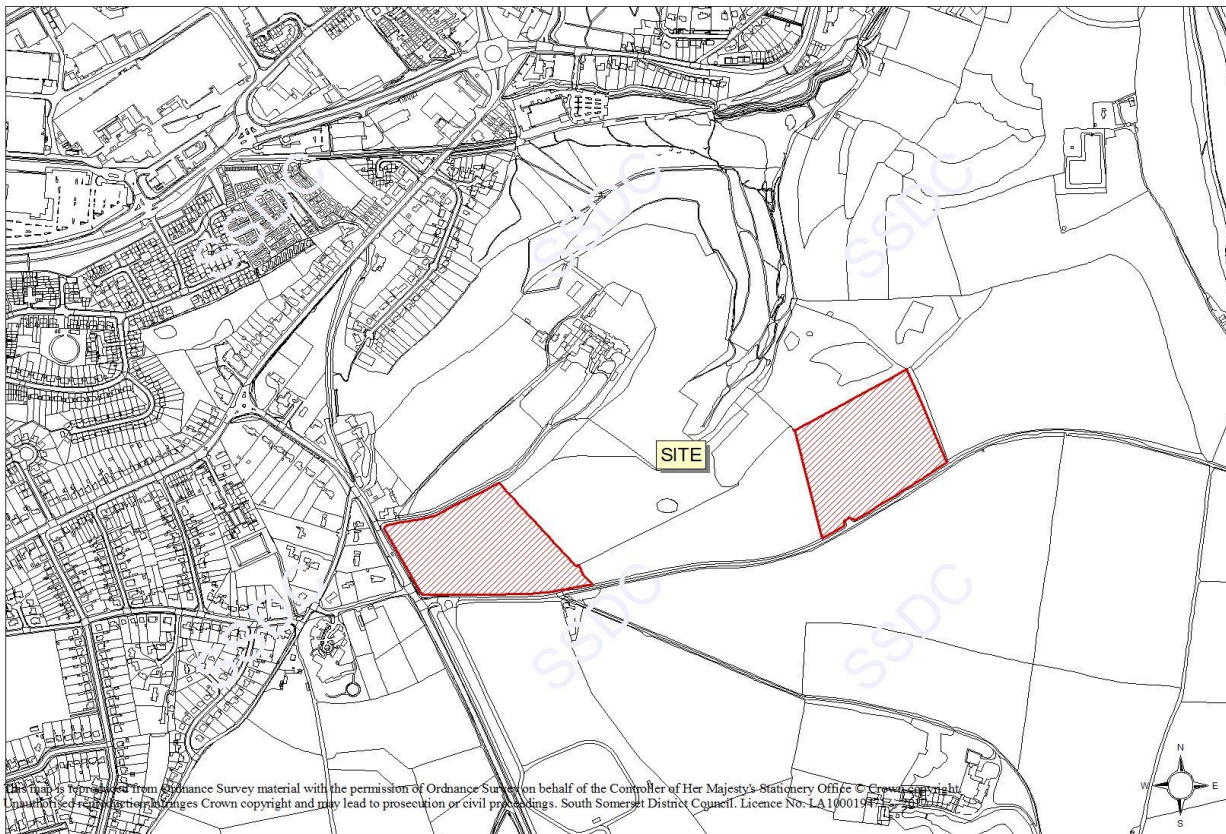 SSDC SSDC SSDC
SITE
SSDC SSDC SSDC
N
W E
S
This map is reproduced from Ordnance Survey material with the permission of Ordnance Survey on behalf of the Controller of Her Majesty's Stationery Office © Crown copyright.
Unauthorised reproduction infringes Crown copyright and may lead to prosecution or civil proceedings. South Somerset District Council. Licence No.